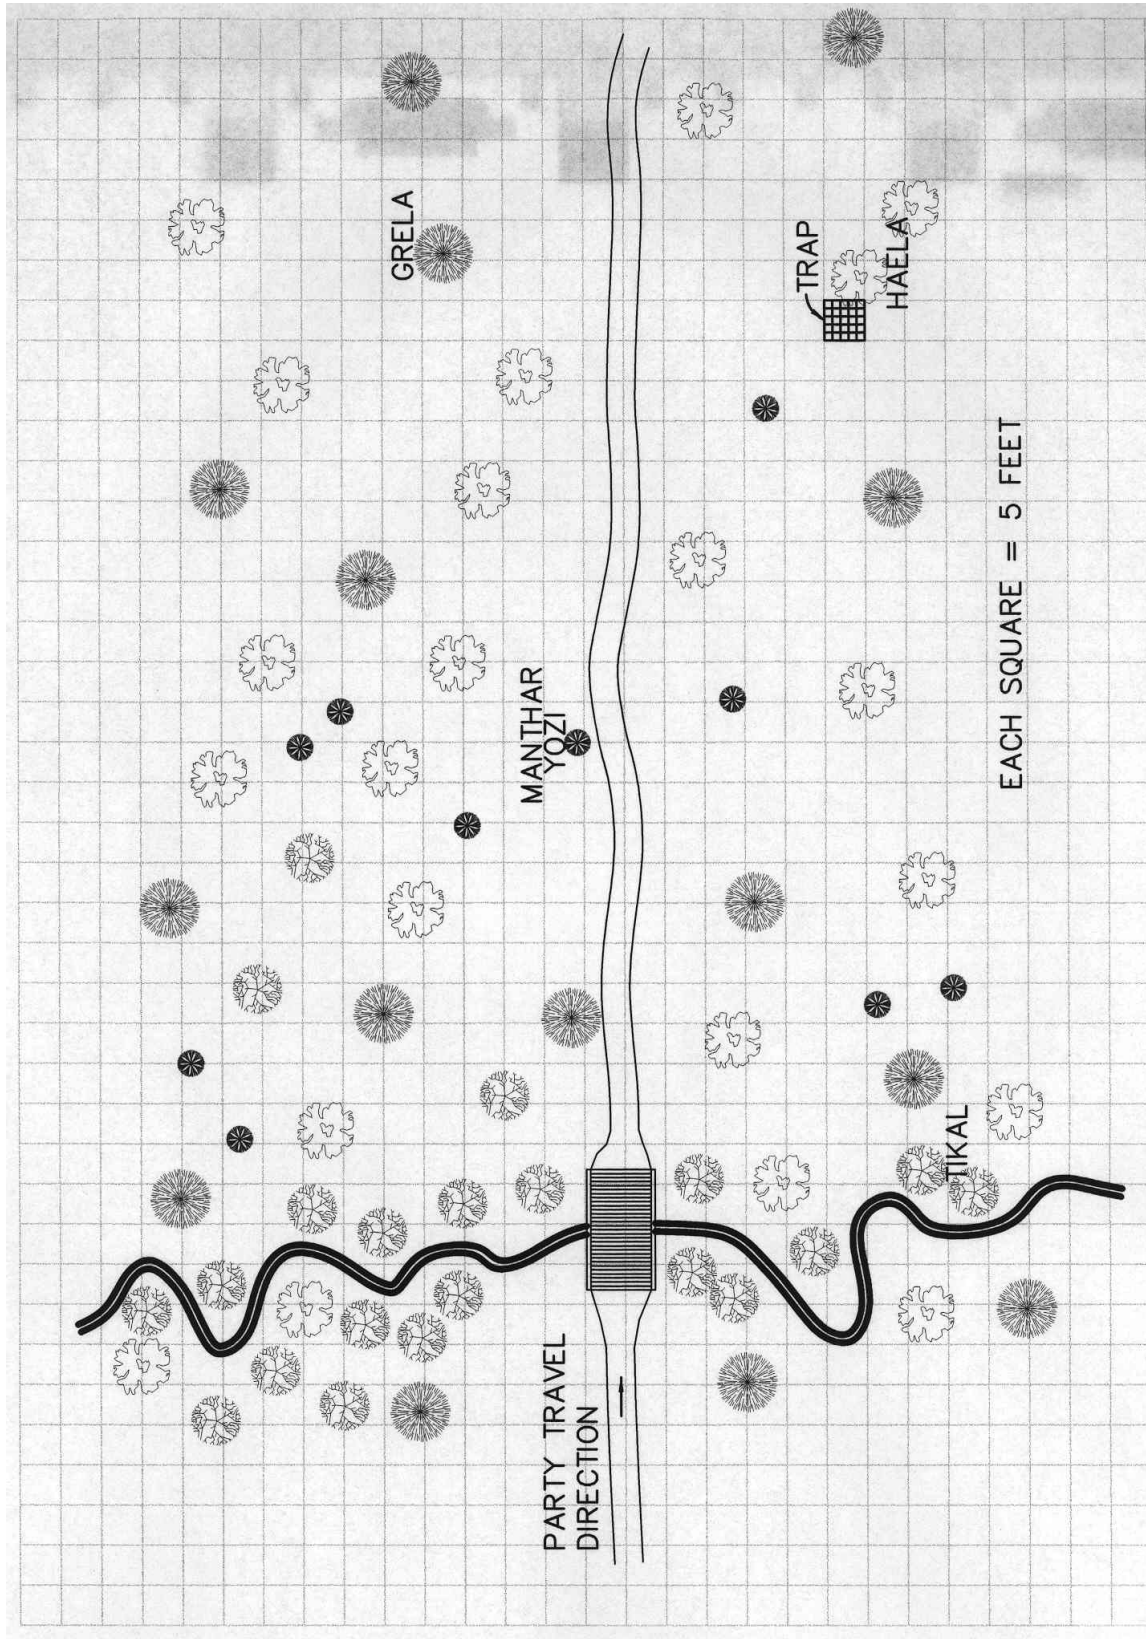 GRELA
TRAP
HAELA
MANTHAR
YOZI
EACH SQUARE = 5 FEET
TIKAL
PARTY TRAVEL
DIRECTION